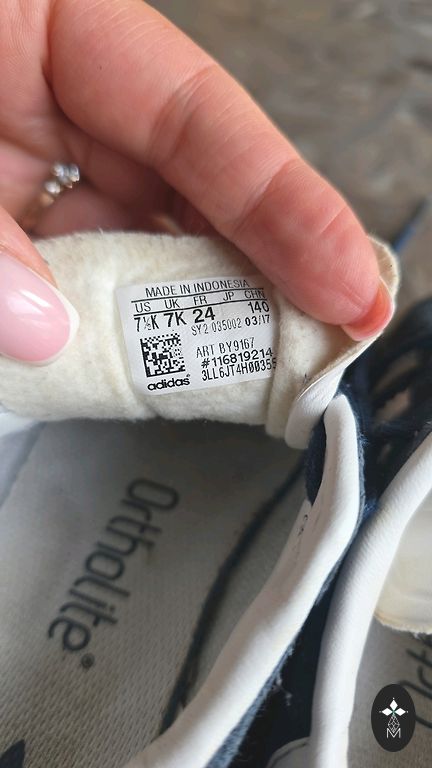 MADE IN INDONESIA
US UK FR JP CHN
7½K 7K 24 140
SY2 035002 03/17
ART BY9167
#116819214
3LL6JT4H00355
adidas
Ortholite®
M